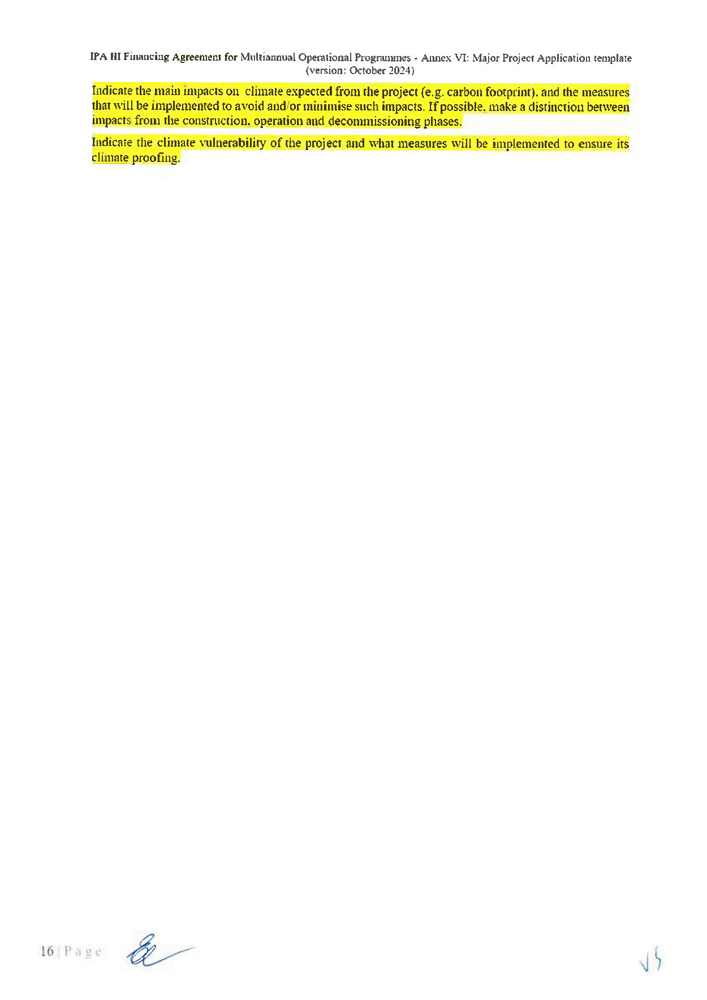 IPA III Financing Agreement for Multiannual Operational Programmes - Annex VI: Major Project Application template
(version: October 2024)
Indicate the main impacts on climate expected from the project (e.g. carbon footprint), and the measures
that will be implemented to avoid and/or minimise such impacts. If possible, make a distinction between
impacts from the construction, operation and decommissioning phases.
Indicate the climate vulnerability of the project and what measures will be implemented to ensure its
climate proofing.
16 | Page